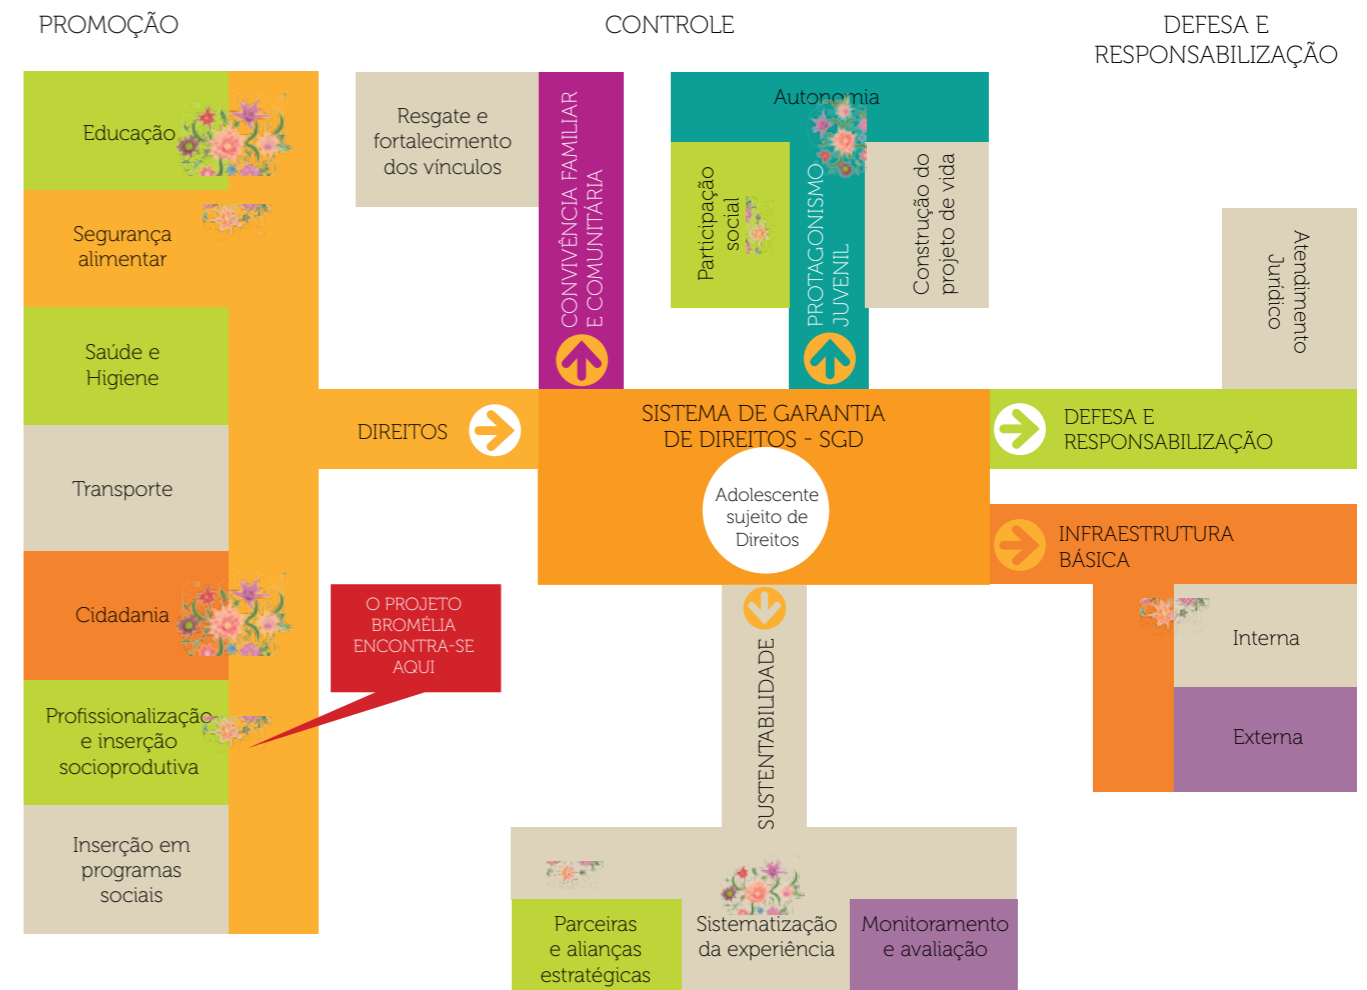 PROMOÇÃO
CONTROLE
DEFESA E
RESPONSABILIZAÇÃO
Educação
Segurança
alimentar
Saúde e
Higiene
Transporte
Cidadania
Profissionalização
e inserção
socioprodutiva
Inserção em
programas
sociais
DIREITOS
O PROJETO
BROMÉLIA
ENCONTRA-SE
AQUI
Resgate e
fortalecimento
dos vínculos
CONVIVÊNCIA FAMILIAR
E COMUNITÁRIA
Autonomia
Participação
social
PROTAGONISMO
JUVENIL
Construção do
projeto de vida
SISTEMA DE GARANTIA
DE DIREITOS - SGD
Adolescente
sujeito de
Direitos
Atendimento
Jurídico
DEFESA E
RESPONSABILIZAÇÃO
INFRAESTRUTURA
BÁSICA
Interna
Externa
SUSTENTABILIDADE
Parceiras
e alianças
estratégicas
Sistematização
da experiência
Monitoramento
e avaliação